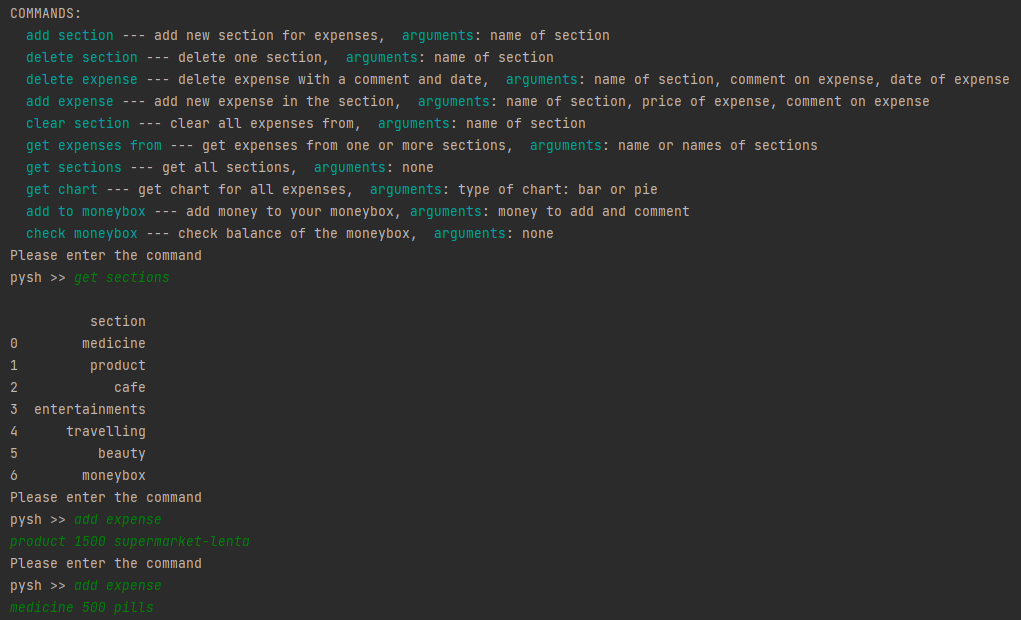 COMMANDS:
add section --- add new section for expenses,  arguments: name of section
delete section --- delete one section,  arguments: name of section
delete expense --- delete expense with a comment and date,  arguments: name of section, comment on expense, date of expense
add expense --- add new expense in the section,  arguments: name of section, price of expense, comment on expense
clear section --- clear all expenses from,  arguments: name of section
get expenses from --- get expenses from one or more sections,  arguments: name or names of sections
get sections --- get all sections,  arguments: none
get chart --- get chart for all expenses,  arguments: type of chart: bar or pie
add to moneybox --- add money to your moneybox, arguments: money to add and comment
check moneybox --- check balance of the moneybox,  arguments: none
Please enter the command
pysh >> get sections
section
0 medicine
1 product
2 cafe
3 entertainments
4 travelling
5 beauty
6 moneybox
Please enter the command
pysh >> add expense
product 1500 supermarket-lenta
Please enter the command
pysh >> add expense
medicine 500 pills